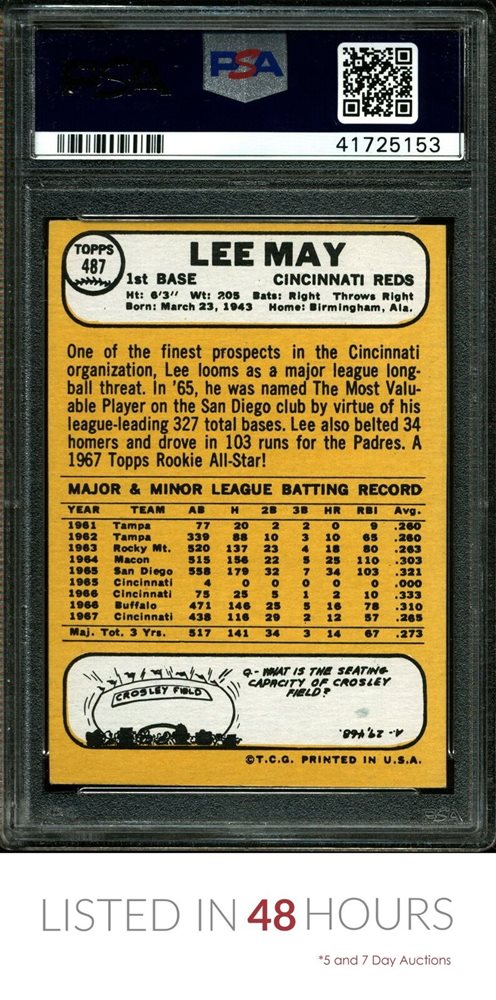 PSA
PSA
41725153
TOPPS
487
LEE MAY
1st BASE CINCINNATI REDS
Ht: 6'3" Wt: 205 Bats: Right Throws Right
Born: March 23, 1943 Home: Birmingham, Ala.
One of the finest prospects in the Cincinnati
organization, Lee looms as a major league long-
ball threat. In '65, he was named The Most Valu-
able Player on the San Diego club by virtue of his
league-leading 327 total bases. Lee also belted 34
homers and drove in 103 runs for the Padres. A
1967 Topps Rookie All-Star!
MAJOR & MINOR LEAGUE BATTING RECORD
YEAR TEAM AB H 2B 3B HR RBI Avg.
1961 Tampa 77 20 2 2 0 9 .260
1962 Tampa 339 88 10 3 10 65 .260
1963 Rocky Mt. 520 137 23 4 18 80 .263
1964 Macon 515 156 22 5 25 110 .303
1965 San Diego 558 179 32 7 34 103 .321
1965 Cincinnati 4 0 0 0 0 0 .000
1966 Cincinnati 75 25 5 1 2 10 .333
1966 Buffalo 471 146 25 5 16 78 .310
1967 Cincinnati 438 116 29 2 12 57 .265
Maj. Tot. 3 Yrs. 517 141 34 3 14 67 .273
CROSLEY FIELD
Q- WHAT IS THE SEATING
CAPACITY OF CROSLEY
FIELD?
A- 29,468.
©T.C.G. PRINTED IN U.S.A.
PSA
LISTED IN 48 HOURS
*5 and 7 Day Auctions